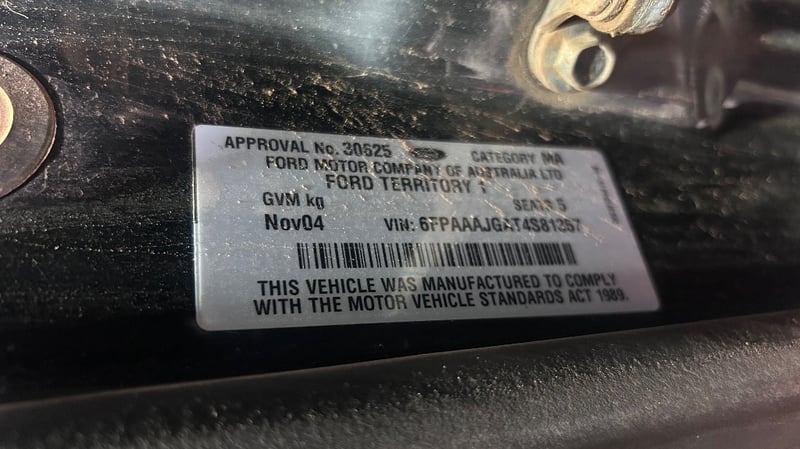 APPROVAL No. 30625 CATEGORY MA
FORD MOTOR COMPANY OF AUSTRALIA LTD
FORD TERRITORY 1
GVM kg SEATS 5
Nov04 VIN: 6FPAAAJGAT4S81357
THIS VEHICLE WAS MANUFACTURED TO COMPLY
WITH THE MOTOR VEHICLE STANDARDS ACT 1989.